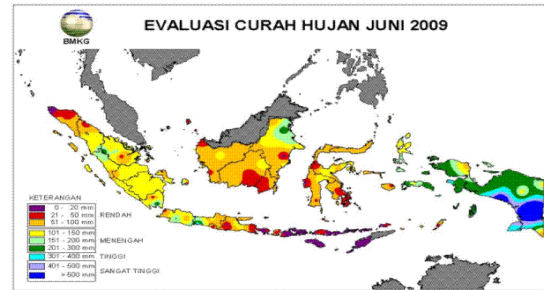 EVALUASI CURAH HUJAN JUNI 2009
BMKG
KETERANGAN
0 - 20 mm
21 - 50 mm RENDAH
51 - 100 mm
101 - 150 mm
151 - 200 mm MENENGAH
201 - 300 mm
301 - 400 mm TINGGI
401 - 500 mm SANGAT TINGGI
> 500 mm